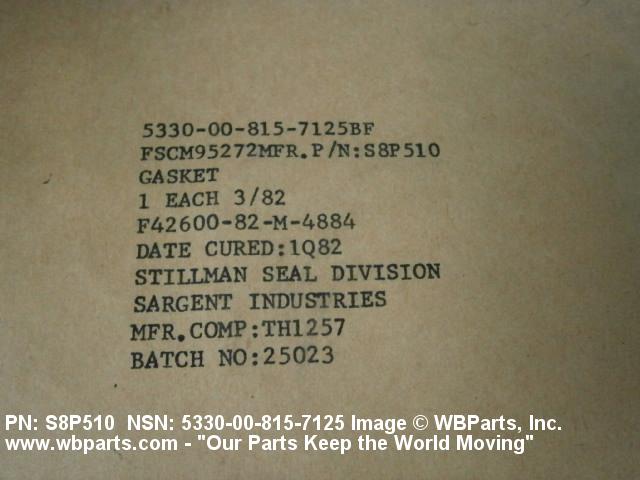 5330-00-815-7125BF
FSCM95272MFR.P/N:S8P510
GASKET
1 EACH 3/82
F42600-82-M-4884
DATE CURED:1Q82
STILLMAN SEAL DIVISION
SARGENT INDUSTRIES
MFR.COMP:TH1257
BATCH NO:25023
PN: S8P510 NSN: 5330-00-815-7125 Image © WBParts, Inc.
www.wbparts.com - "Our Parts Keep the World Moving"